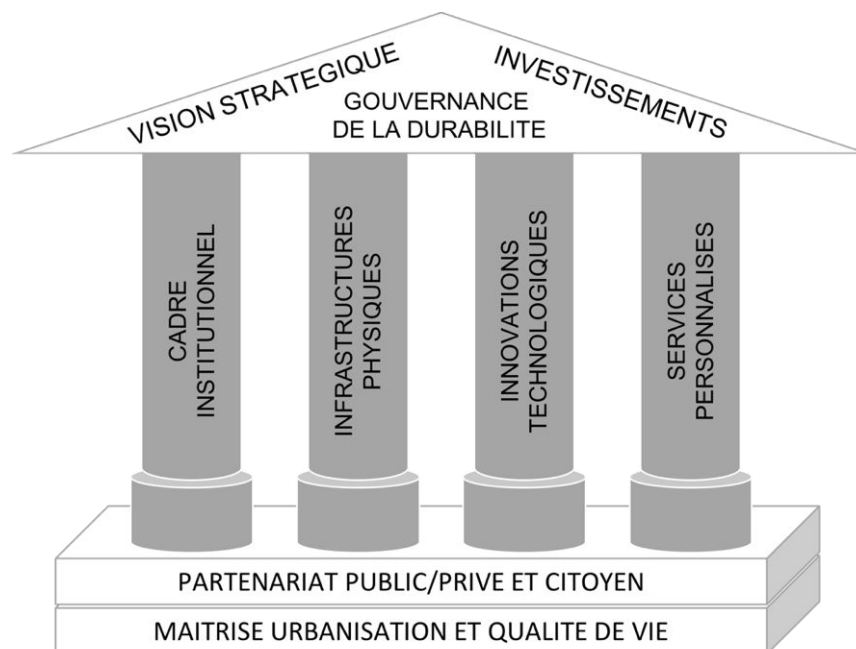 VISION STRATEGIQUE
INVESTISSEMENTS
GOUVERNANCE
DE LA DURABILITE
CADRE
INSTITUTIONNEL
INFRASTRUCTURES
PHYSIQUES
INNOVATIONS
TECHNOLOGIQUES
SERVICES
PERSONNALISES
PARTENARIAT PUBLIC/PRIVE ET CITOYEN
MAITRISE URBANISATION ET QUALITE DE VIE